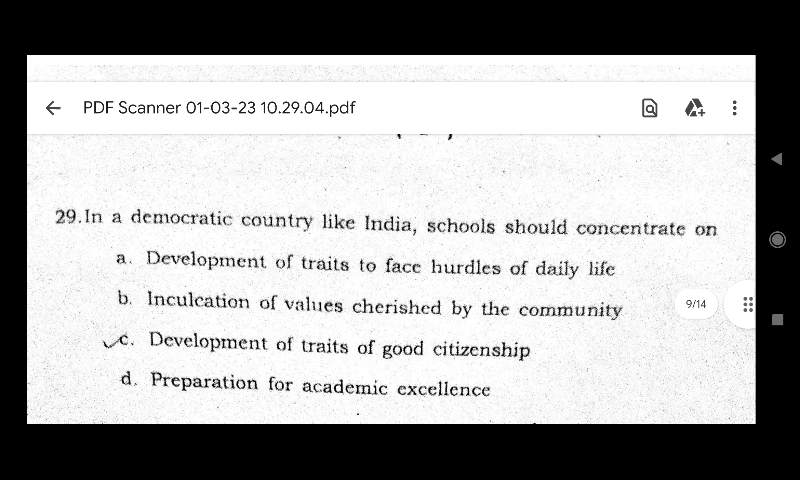 PDF Scanner 01-03-23 10.29.04.pdf
29.In a democratic country like India, schools should concentrate on
a. Development of traits to face hurdles of daily life
b. Inculcation of values cherished by the community
9/14
c. Development of traits of good citizenship
d. Preparation for academic excellence